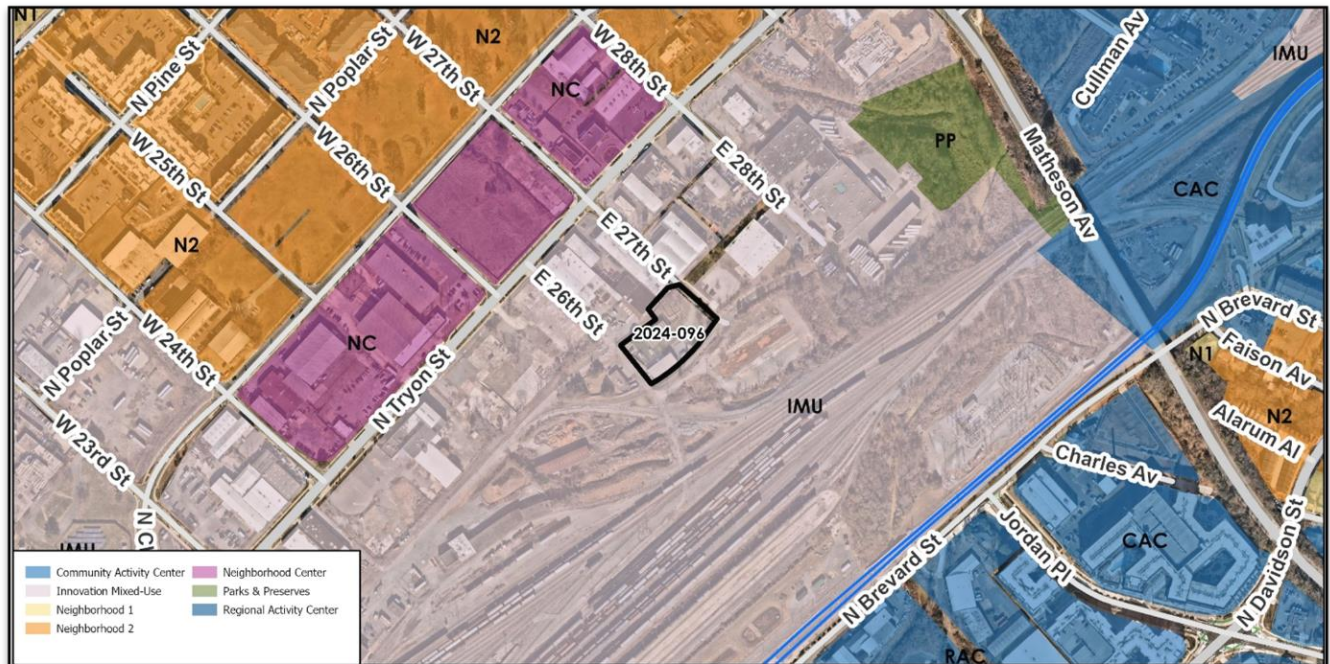 N1
N Pine St
N Poplar St
W 27th St
N2
W 28th St
NC
Cullman Av
IMU
PP
Matheson Av
CAC
W 25th St
W 26th St
E 28th St
N2
E 27th St
E 26th St
2024-096
N Brevard St
N1
Faison Av
N Poplar St
W 24th St
NC
N Tryon St
IMU
N2
Alarum Al
W 23rd St
Charles Av
N Davidson St
Jordan Pl
CAC
N Brevard St
IMU
RAC
Community Activity Center
Innovation Mixed-Use
Neighborhood 1
Neighborhood 2
Neighborhood Center
Parks & Preserves
Regional Activity Center